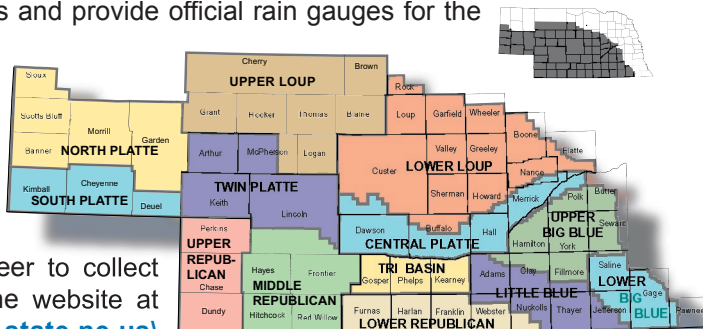 s and provide official rain gauges for the
Cherry
Brown
UPPER LOUP
Rock
Sioux
Scotts Bluff
Morrill
Garden
Grant
Hooker
Thomas
Blaine
Loup
Garfield
Wheeler
Boone
Platte
Banner
NORTH PLATTE
Arthur
McPherson
Logan
Custer
Valley
Greeley
LOWER LOUP
Nance
Kimball
Cheyenne
SOUTH PLATTE
Deuel
TWIN PLATTE
Keith
Lincoln
Sherman
Howard
Merrick
Polk
Butler
UPPER
BIG BLUE
Seward
Hamilton
York
Dawson
Buffalo
Hall
CENTRAL PLATTE
Perkins
UPPER
REPUB-
LICAN
Chase
Dundy
Hayes
Frontier
MIDDLE
REPUBLICAN
Hitchcock
Red Willow
TRI BASIN
Gosper
Phelps
Kearney
Adams
Clay
Fillmore
Saline
LOWER
BIG
BLUE
Gage
LITTLE BLUE
Furnas
Harlan
Franklin
Webster
Nuckolls
Thayer
Jefferson
Pawnee
LOWER REPUBLICAN
eer to collect
ne website at
state.ne.us\